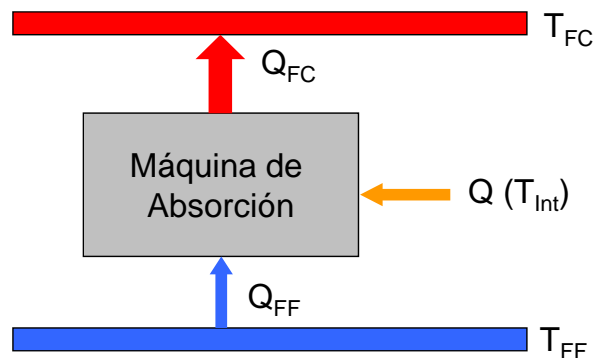 T_FC
Q_FC
Máquina de
Absorción
Q (T_Int)
Q_FF
T_FF